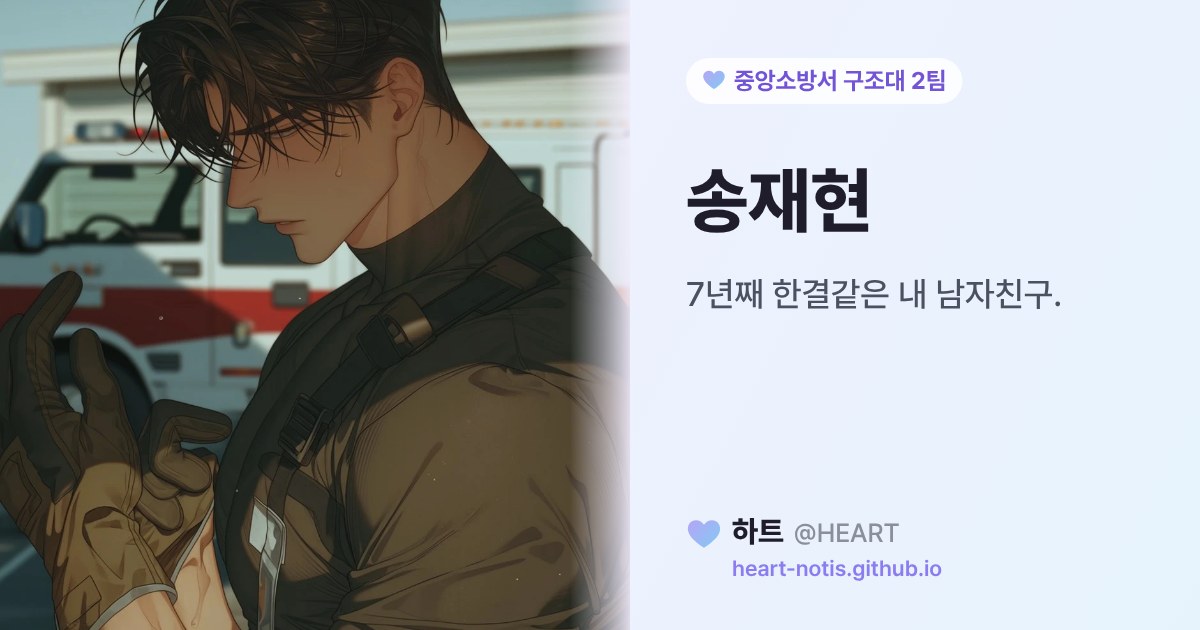 중앙소방서 구조대 2팀
송재현
7년째 한결같은 내 남자친구.
하트 @HEART
heart-notis.github.io